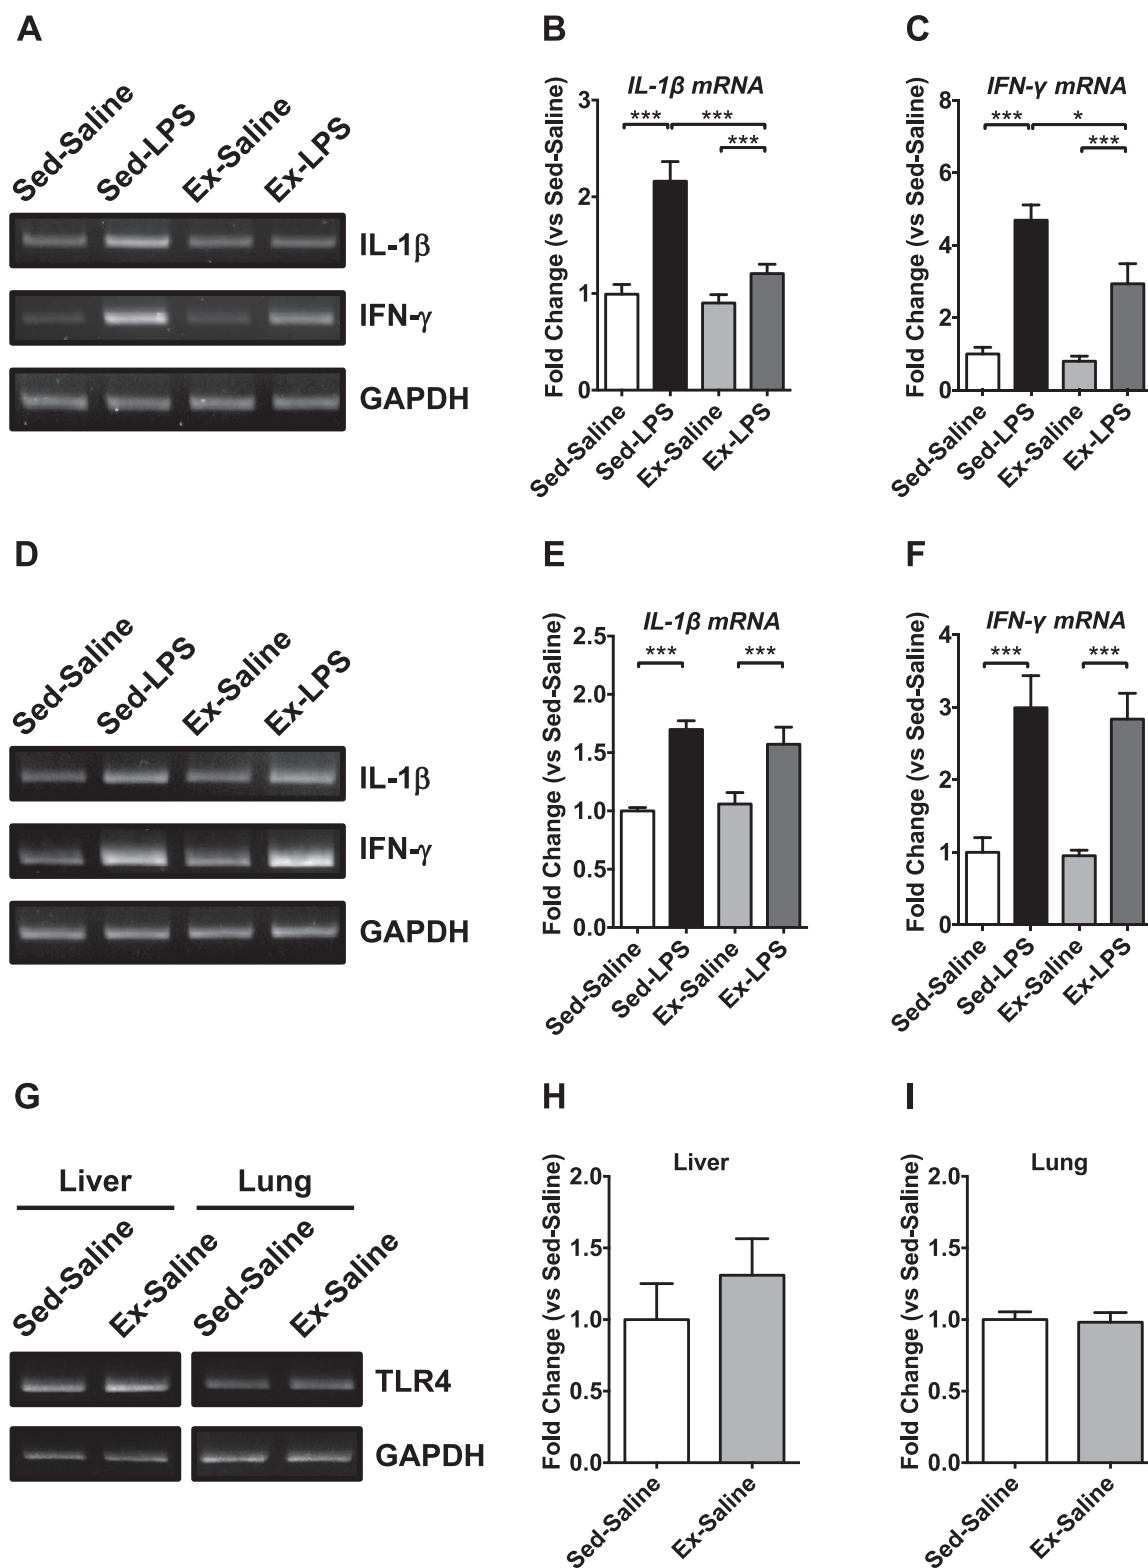 A
Sed-Saline
Sed-LPS
Ex-Saline
Ex-LPS
IL-1β
IFN-γ
GAPDH
B
IL-1β mRNA
Fold Change (vs Sed-Saline)
3
2
1
0
*** ***
***
Sed-Saline
Sed-LPS
Ex-Saline
Ex-LPS
C
IFN-γ mRNA
Fold Change (vs Sed-Saline)
8
6
4
2
0
*** *
***
Sed-Saline
Sed-LPS
Ex-Saline
Ex-LPS
D
Sed-Saline
Sed-LPS
Ex-Saline
Ex-LPS
IL-1β
IFN-γ
GAPDH
E
IL-1β mRNA
Fold Change (vs Sed-Saline)
2.5
2.0
1.5
1.0
0.5
0.0
*** ***
Sed-Saline
Sed-LPS
Ex-Saline
Ex-LPS
F
IFN-γ mRNA
Fold Change (vs Sed-Saline)
4
3
2
1
0
*** ***
Sed-Saline
Sed-LPS
Ex-Saline
Ex-LPS
G
Liver Lung
Sed-Saline
Ex-Saline
Sed-Saline
Ex-Saline
TLR4
GAPDH
H
Liver
Fold Change (vs Sed-Saline)
2.0
1.5
1.0
0.5
0.0
Sed-Saline
Ex-Saline
I
Lung
Fold Change (vs Sed-Saline)
2.0
1.5
1.0
0.5
0.0
Sed-Saline
Ex-Saline